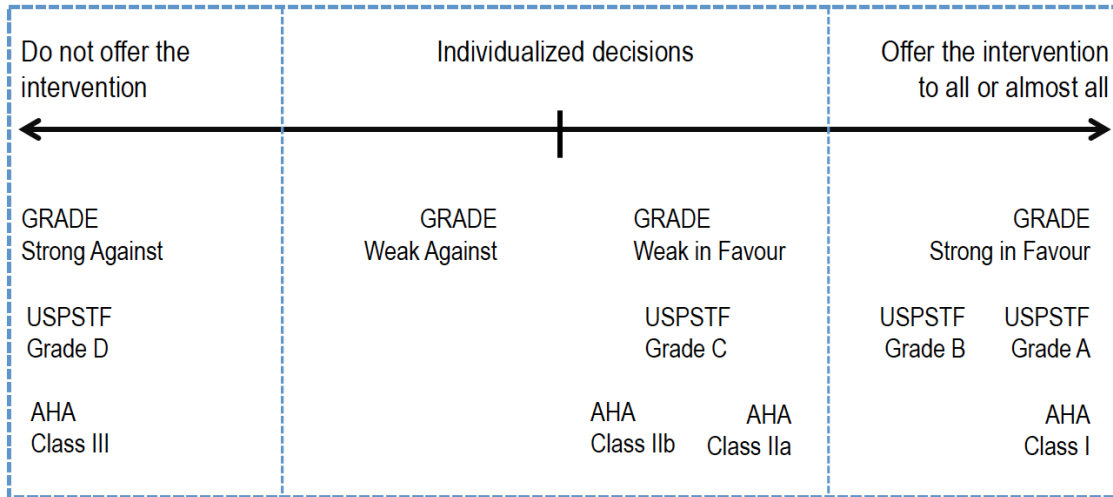 Do not offer the
intervention
Individualized decisions
Offer the intervention
to all or almost all
GRADE
Strong Against
GRADE
Weak Against
GRADE
Weak in Favour
GRADE
Strong in Favour
USPSTF
Grade D
USPSTF
Grade C
USPSTF
Grade B
USPSTF
Grade A
AHA
Class III
AHA
Class IIb
AHA
Class IIa
AHA
Class I